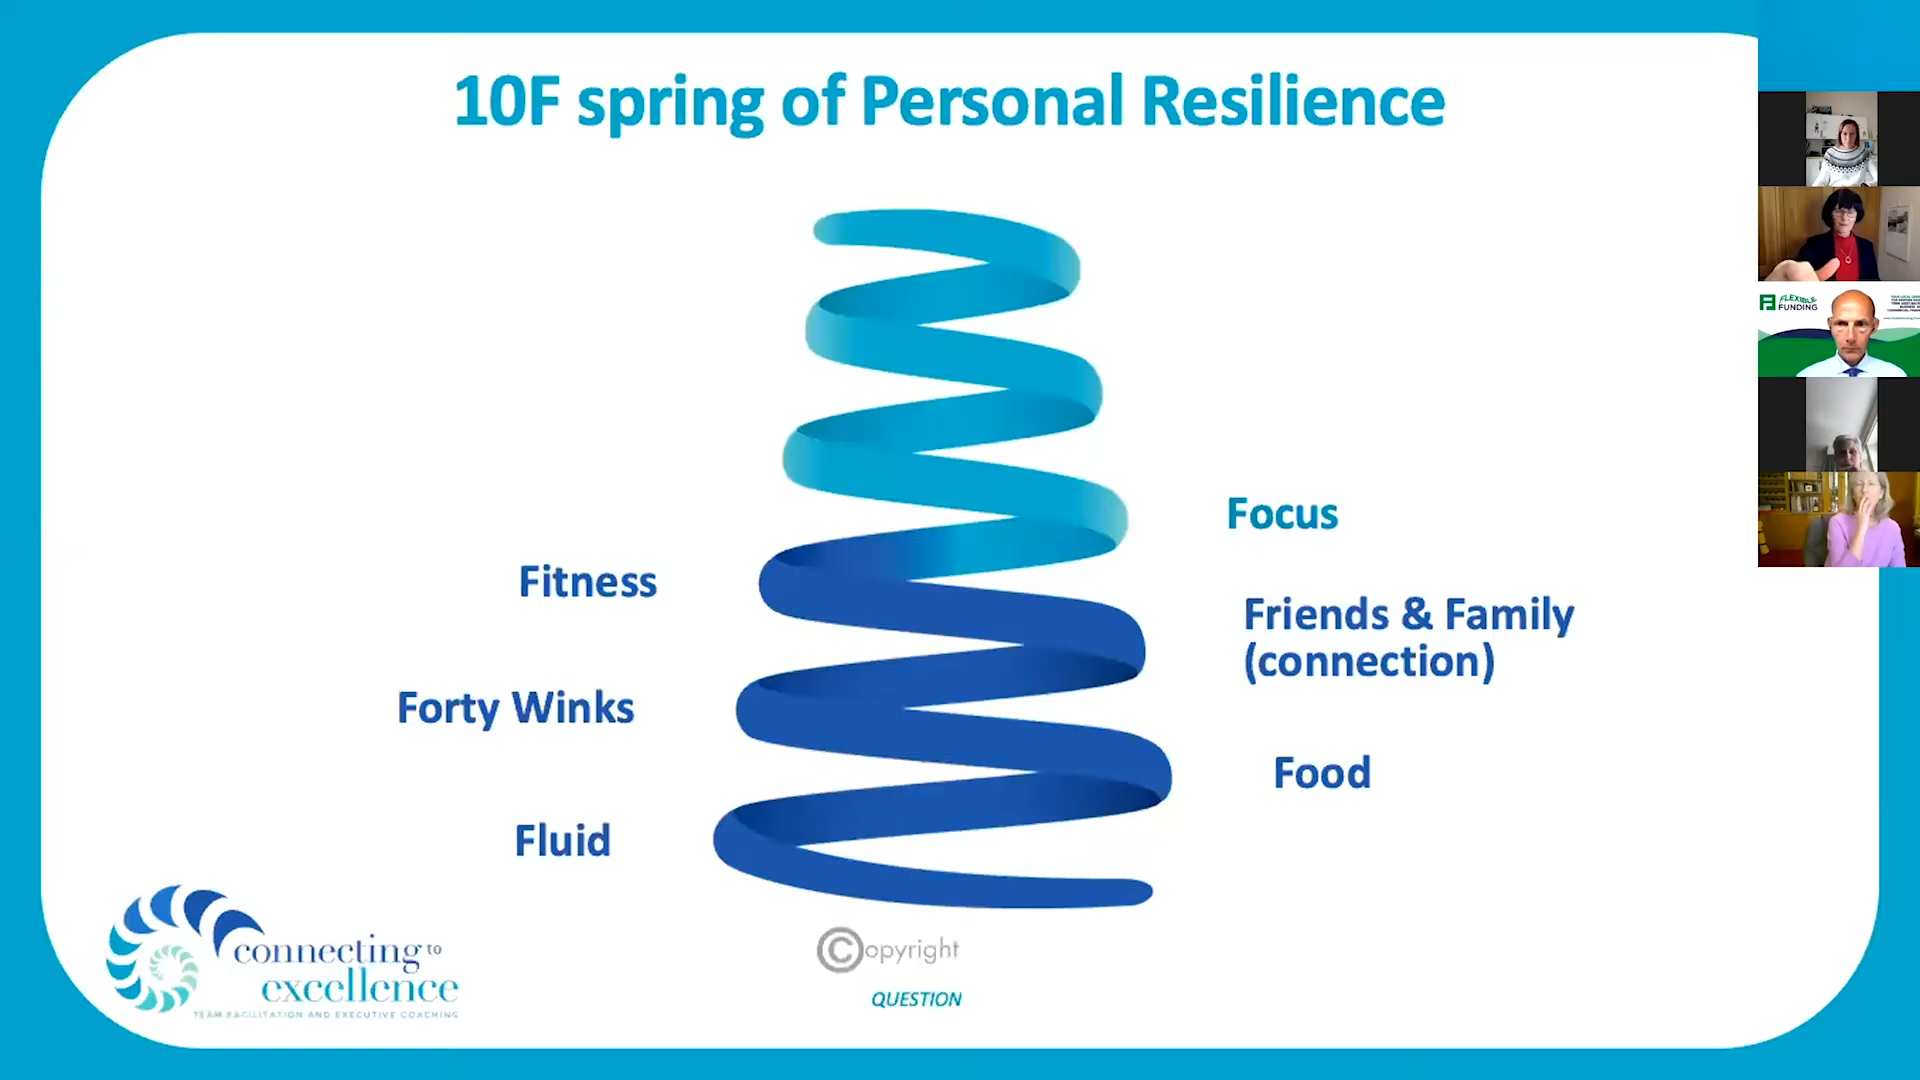 10F spring of Personal Resilience
Focus
Fitness
Friends & Family
(connection)
Forty Winks
Food
Fluid
connecting to
excellence
TEAM FACILITATION AND EXECUTIVE COACHING
Copyright
QUESTION
FLEXIBLE
FUNDING